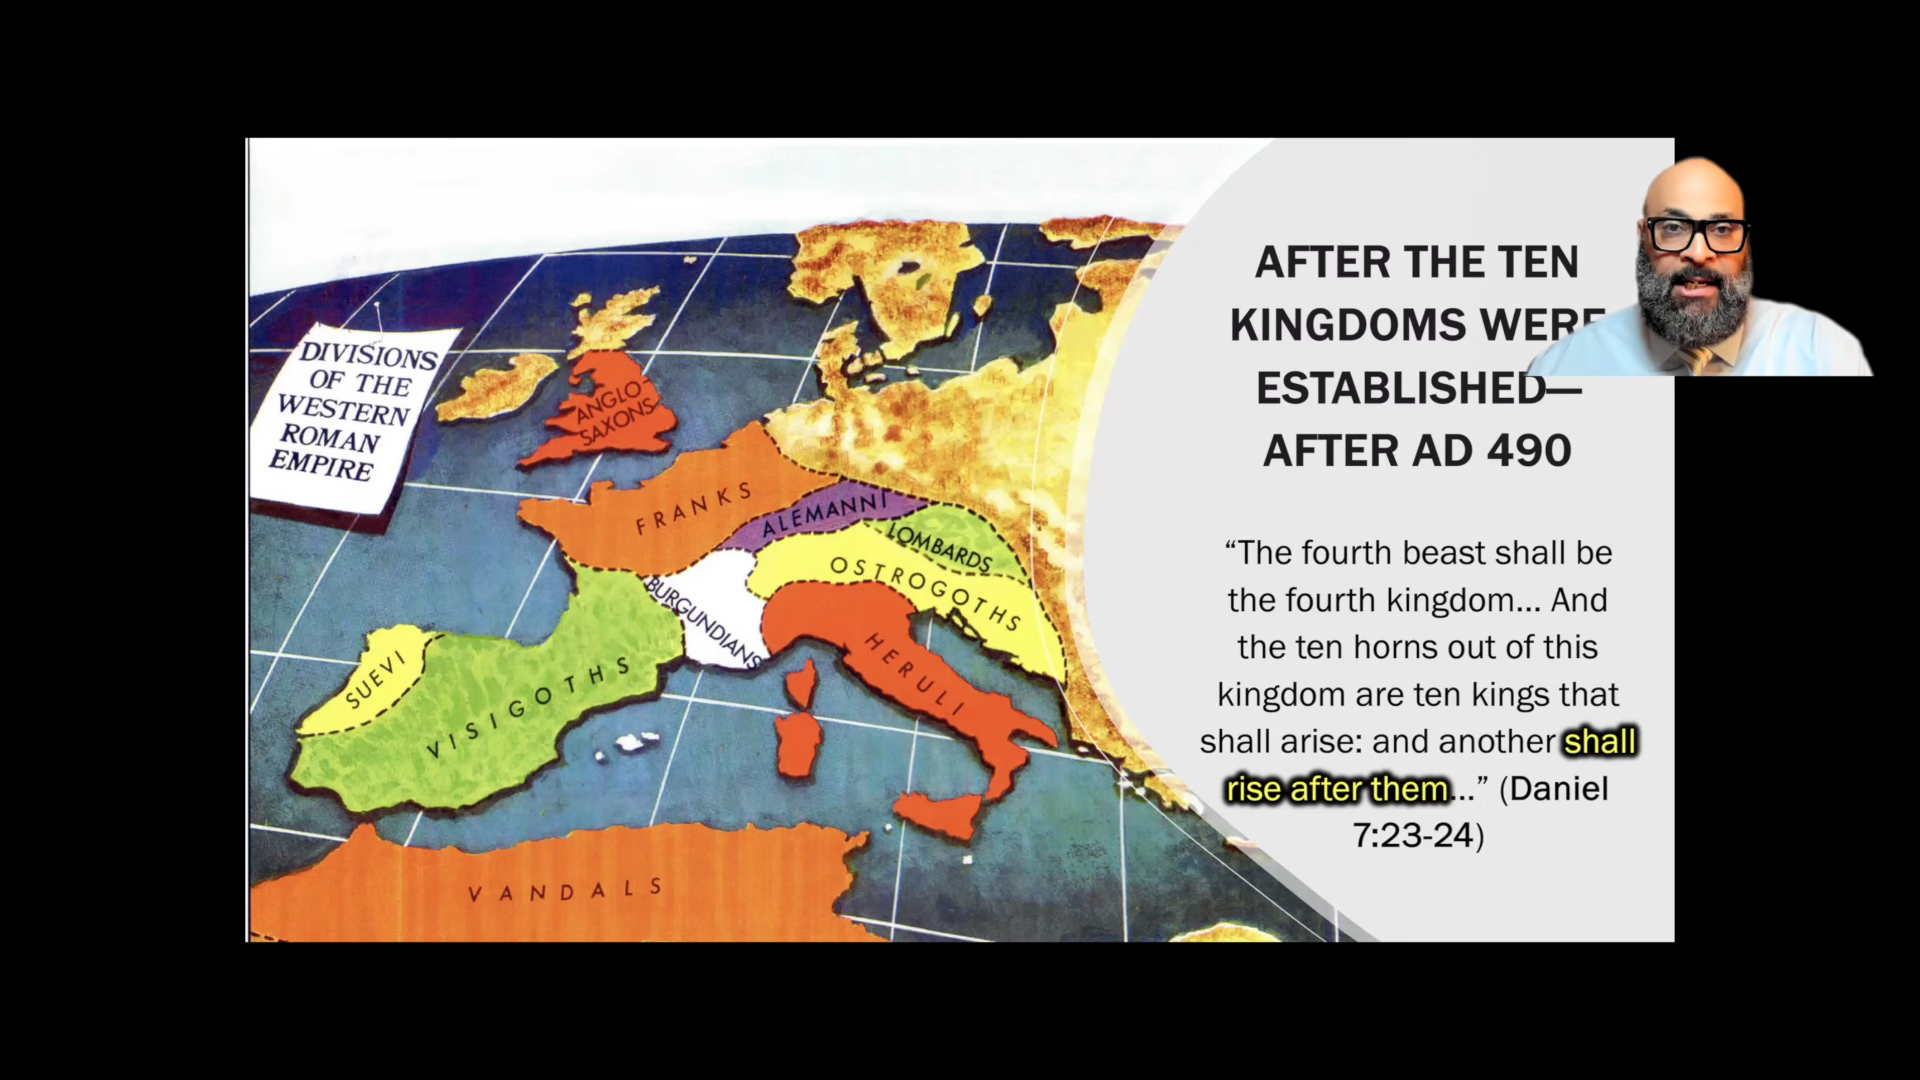 DIVISIONS
OF THE
WESTERN
ROMAN
EMPIRE
ANGLO-
SAXONS
FRANKS
ALEMANNI
LOMBARDS
OSTROGOTHS
BURGUNDIANS
HERULI
SUEVI
VISIGOTHS
VANDALS
AFTER THE TEN
KINGDOMS WERE
ESTABLISHED—
AFTER AD 490
“The fourth beast shall be
the fourth kingdom... And
the ten horns out of this
kingdom are ten kings that
shall arise: and another shall
rise after them...” (Daniel
7:23-24)